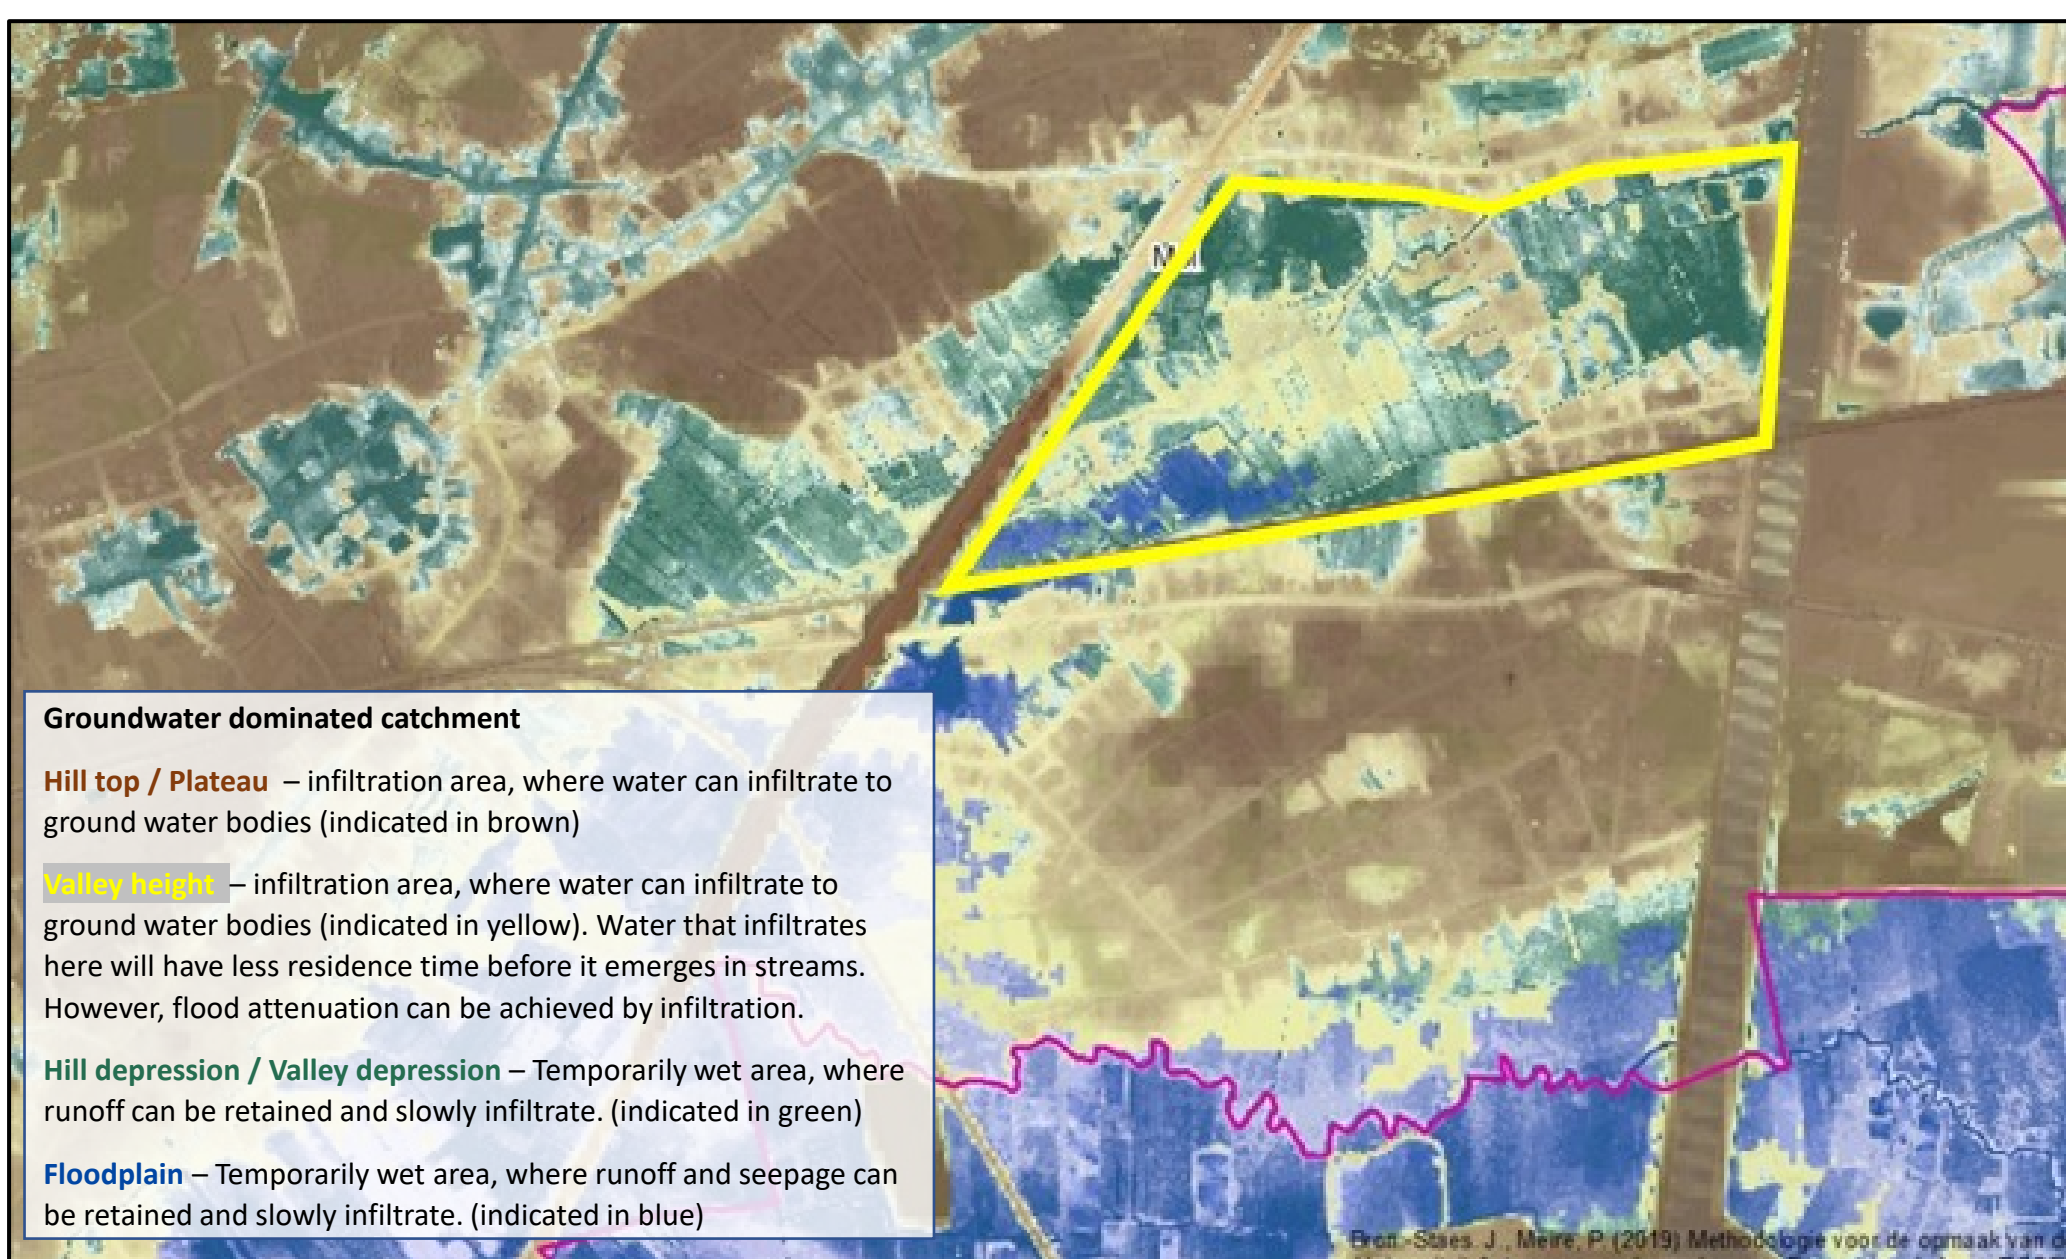 Groundwater dominated catchment
Hill top / Plateau – infiltration area, where water can infiltrate to
ground water bodies (indicated in brown)
Valley height – infiltration area, where water can infiltrate to
ground water bodies (indicated in yellow). Water that infiltrates
here will have less residence time before it emerges in streams.
However, flood attenuation can be achieved by infiltration.
Hill depression / Valley depression – Temporarily wet area, where
runoff can be retained and slowly infiltrate. (indicated in green)
Floodplain – Temporarily wet area, where runoff and seepage can
be retained and slowly infiltrate. (indicated in blue)
Bron: Staes. J., Meire, P. (2019) Methodologie voor de opmaak van